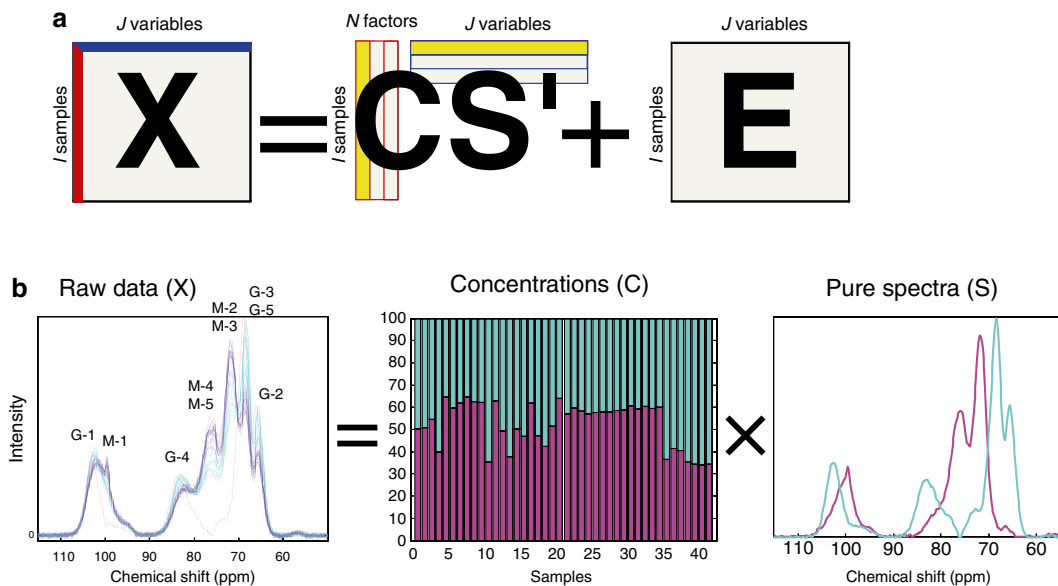 a
J variables
N factors
J variables
J variables
I samples
X
=
I samples
CS'
+
I samples
E
b
Raw data (X)
Concentrations (C)
Pure spectra (S)
Intensity
G-1
M-1
G-4
M-4
M-5
M-2
M-3
G-3
G-5
G-2
0
110 100 90 80 70 60
Chemical shift (ppm)
=
100
90
80
70
60
50
40
30
20
10
0
0 5 10 15 20 25 30 35 40
Samples
×
110 100 90 80 70 60
Chemical shift (ppm)